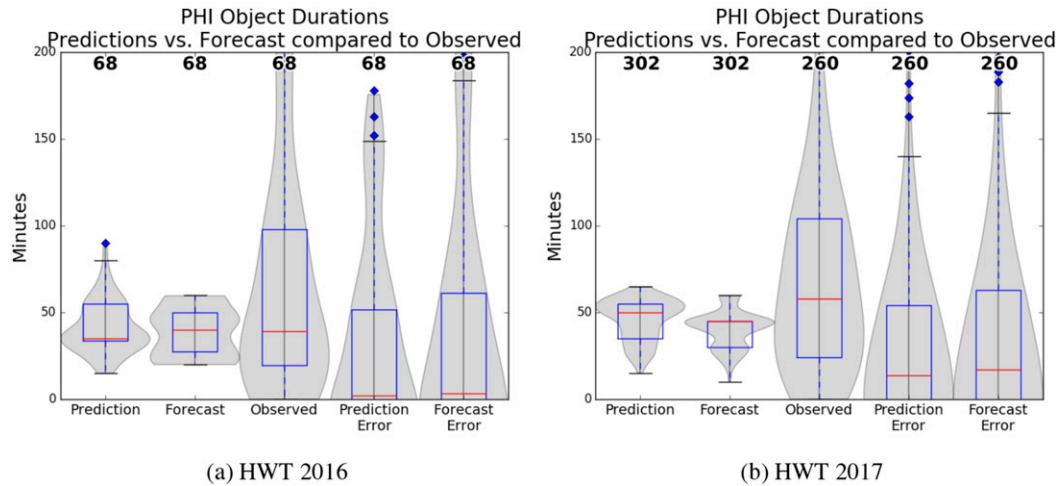 PHI Object Durations
Predictions vs. Forecast compared to Observed
200
68 68 68 68 68
150
100
50
0
Minutes
Prediction Forecast Observed Prediction Error Forecast Error
(a) HWT 2016
PHI Object Durations
Predictions vs. Forecast compared to Observed
200
302 302 260 260 260
150
100
50
0
Minutes
Prediction Forecast Observed Prediction Error Forecast Error
(b) HWT 2017